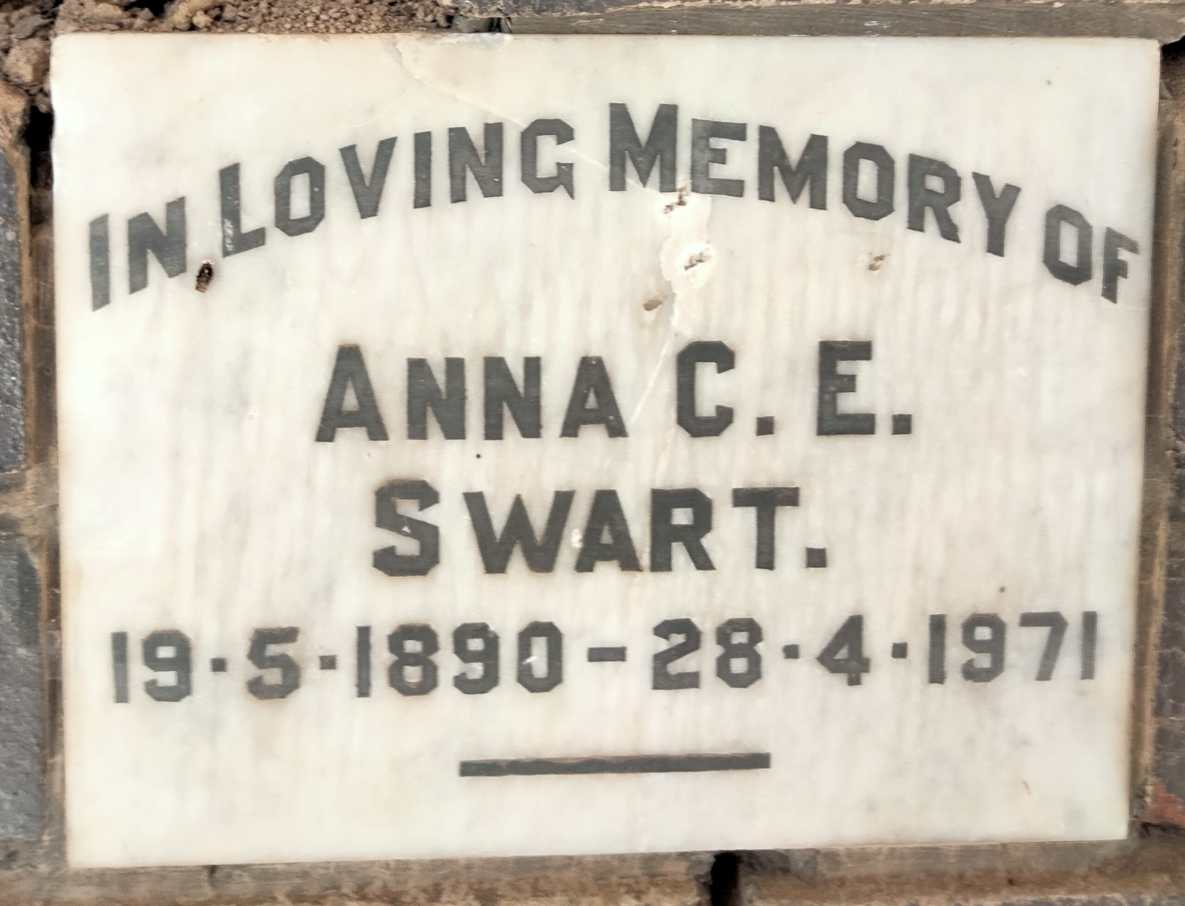 IN LOVING MEMORY OF
ANNA C. E.
SWART.
19·5·1890 – 28·4·1971